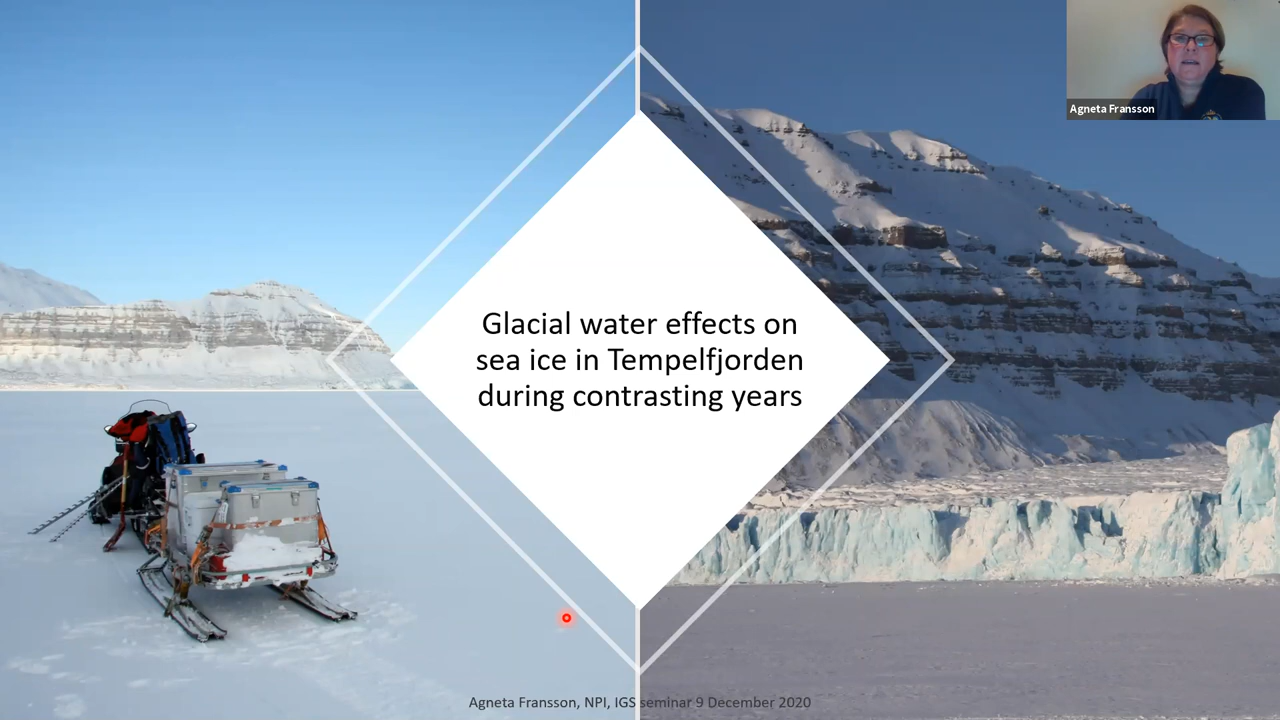 Agneta Fransson
Glacial water effects on
sea ice in Tempelfjorden
during contrasting years
Agneta Fransson, NPI, IGS seminar 9 December 2020